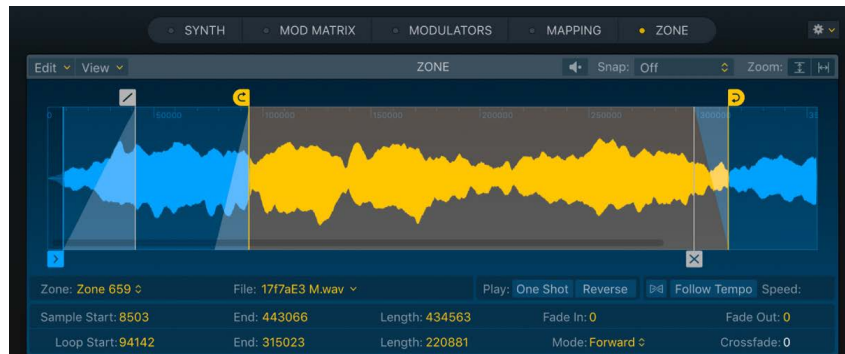 SYNTH MOD MATRIX MODULATORS MAPPING ZONE
Edit View ZONE Snap: Off Zoom:
0 50000 100000 150000 200000 250000 300000
Zone: Zone 659 File: 17f7aE3 M.wav Play: One Shot Reverse Follow Tempo Speed:
Sample Start: 8503 End: 443066 Length: 434563 Fade In: 0 Fade Out: 0
Loop Start: 94142 End: 315023 Length: 220881 Mode: Forward Crossfade: 0